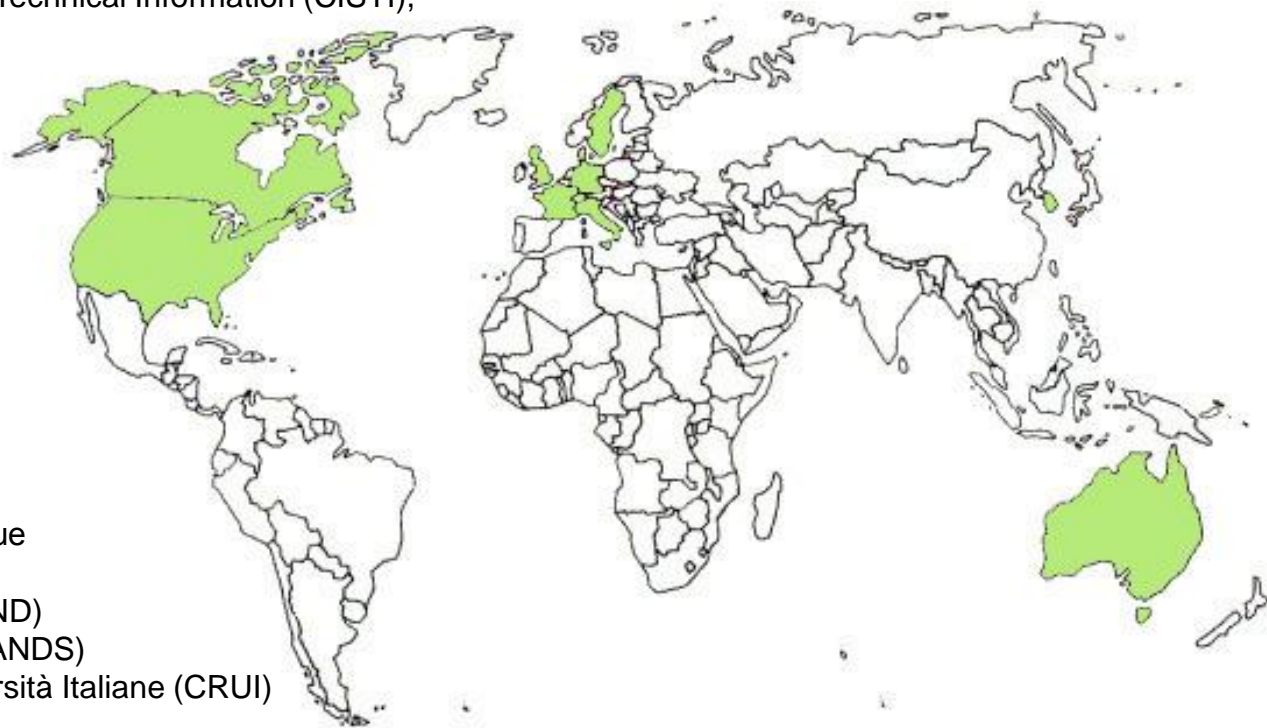 Technical Information (CISTI),
ue
ND)
ANDS)
rsità Italiane (CRUI)